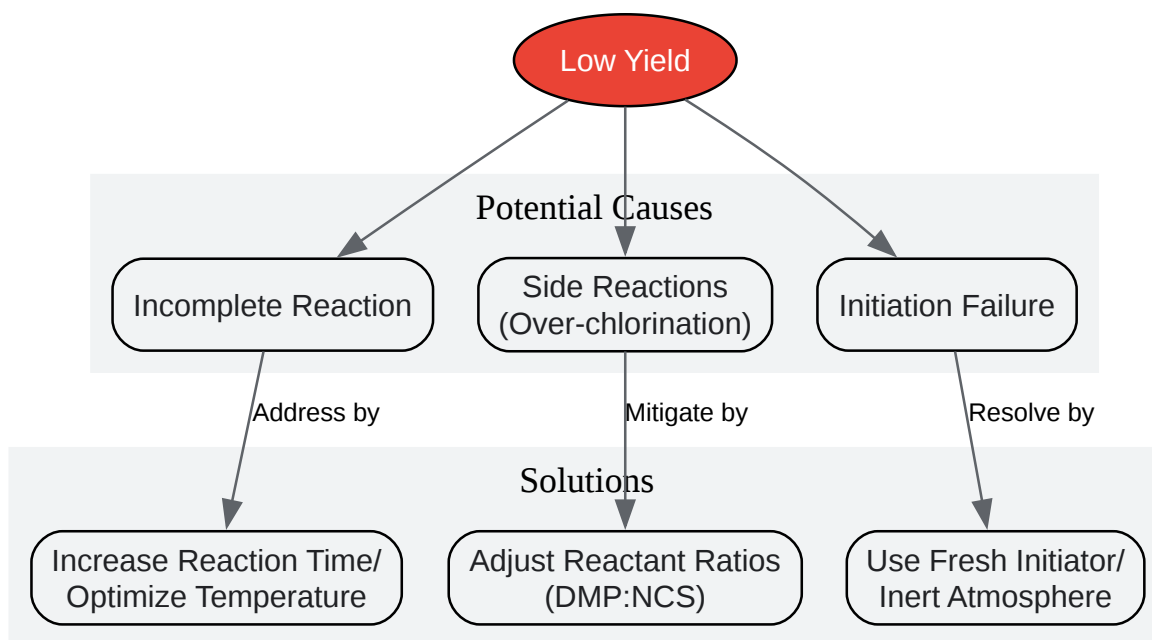 Low Yield
Potential Causes
Incomplete Reaction
Side Reactions
(Over-chlorination)
Initiation Failure
Address by
Mitigate by
Resolve by
Solutions
Increase Reaction Time/
Optimize Temperature
Adjust Reactant Ratios
(DMP:NCS)
Use Fresh Initiator/
Inert Atmosphere